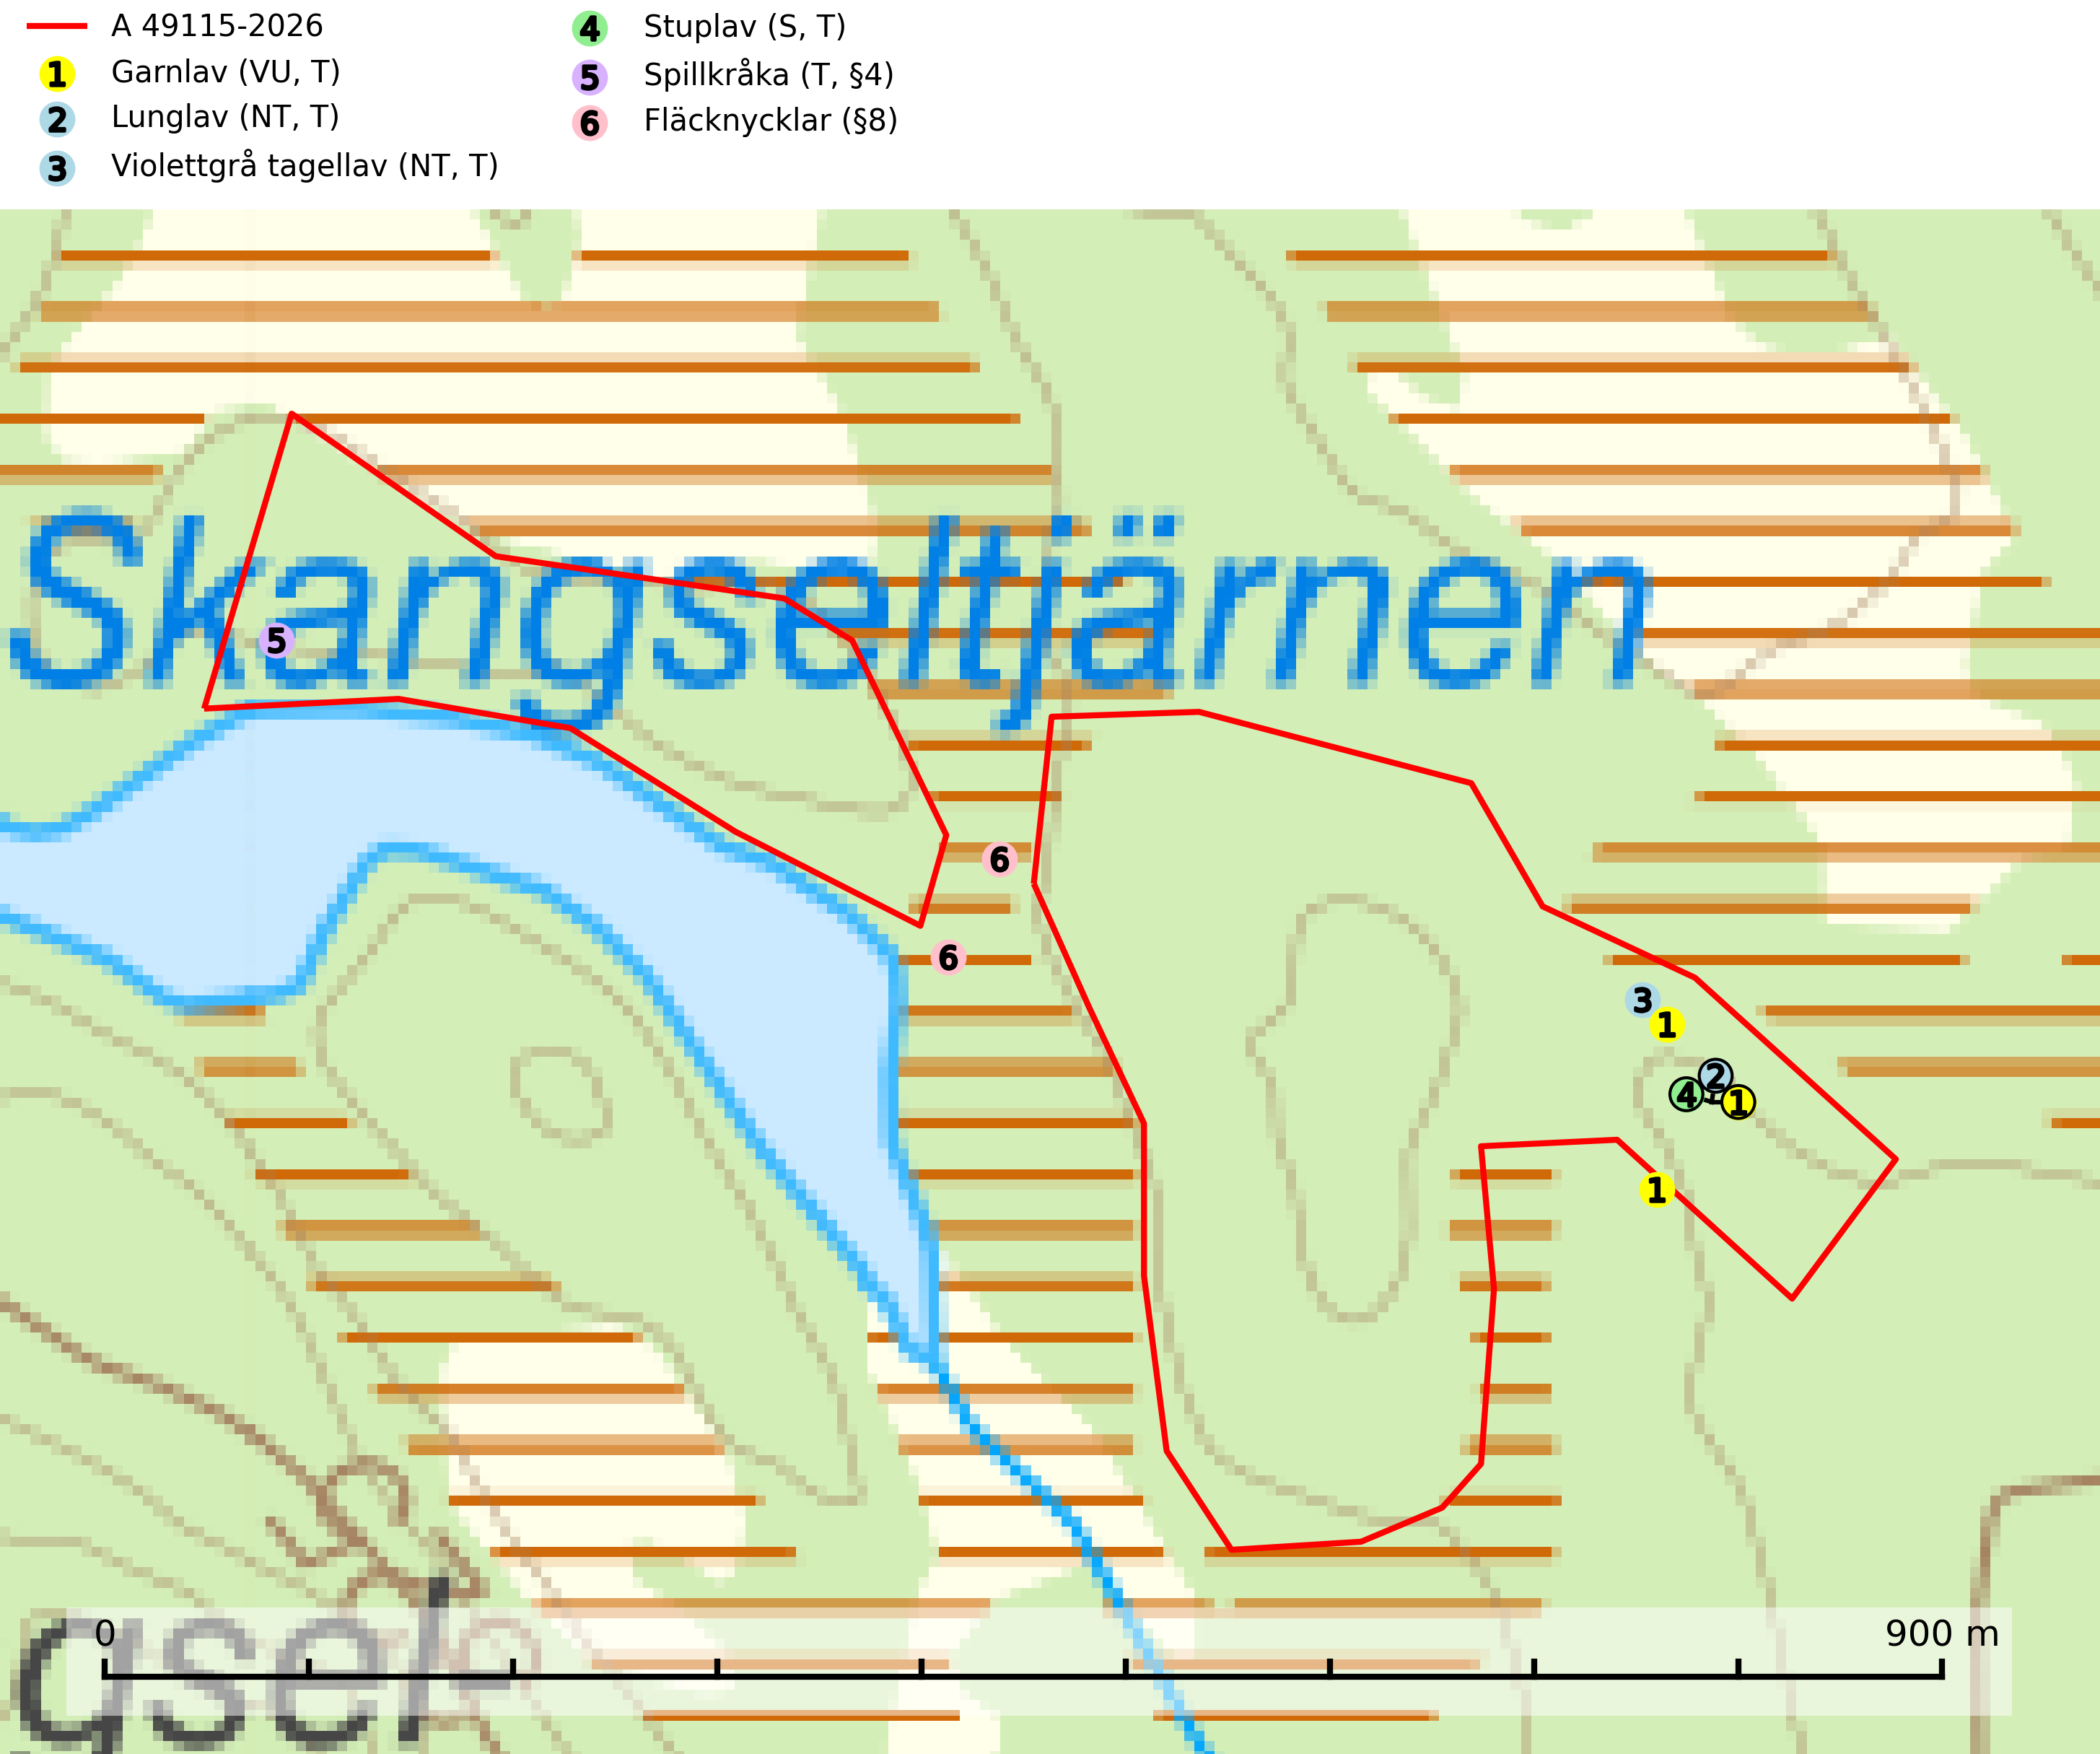 A 49115-2026
1 Garnlav (VU, T)
2 Lunglav (NT, T)
3 Violettgrå tagellav (NT, T)
4 Stuplav (S, T)
5 Spillkråka (T, §4)
6 Fläcknycklar (§8)
Skangseltjärnen
5
6
6
3
1
2
4
1
1
gsel
0
900 m